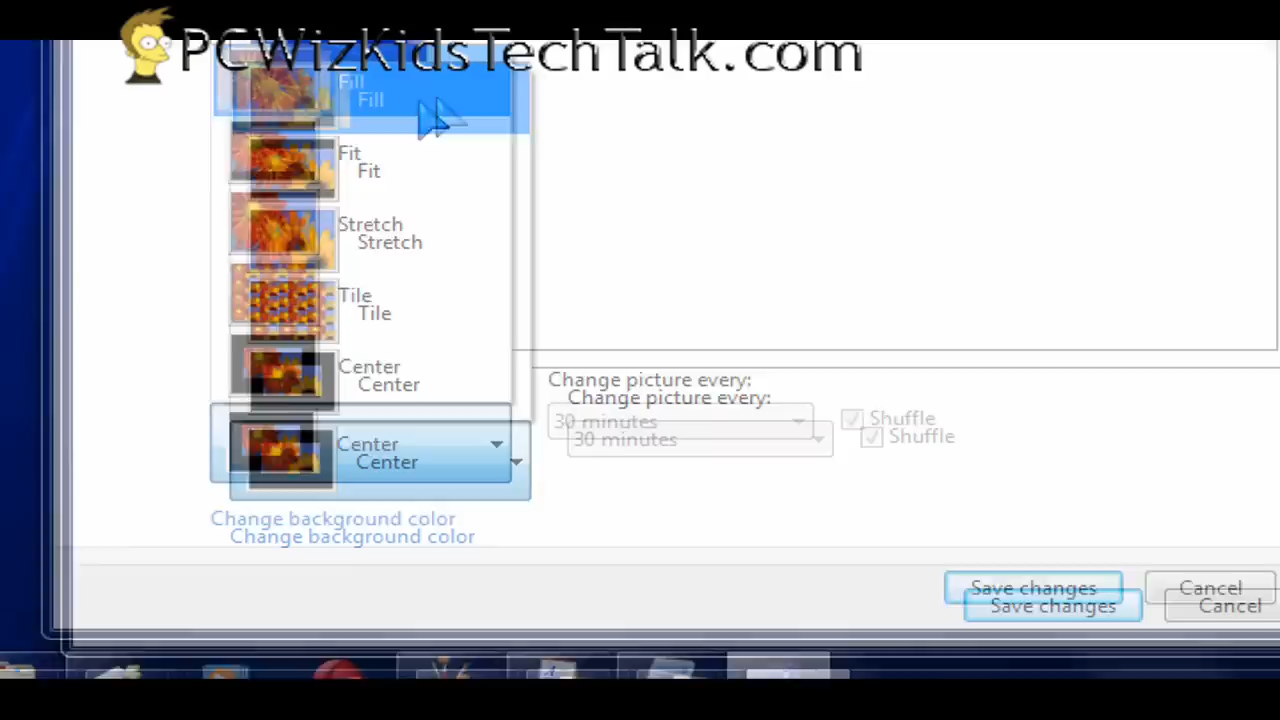 PCWizKidsTechTalk.com
Fill
Fill
Fit
Fit
Stretch
Stretch
Tile
Tile
Center
Center
Center
Center
Change picture every:
Change picture every:
30 minutes
30 minutes
Shuffle
Shuffle
Change background color
Change background color
Save changes
Save changes
Cancel
Cancel